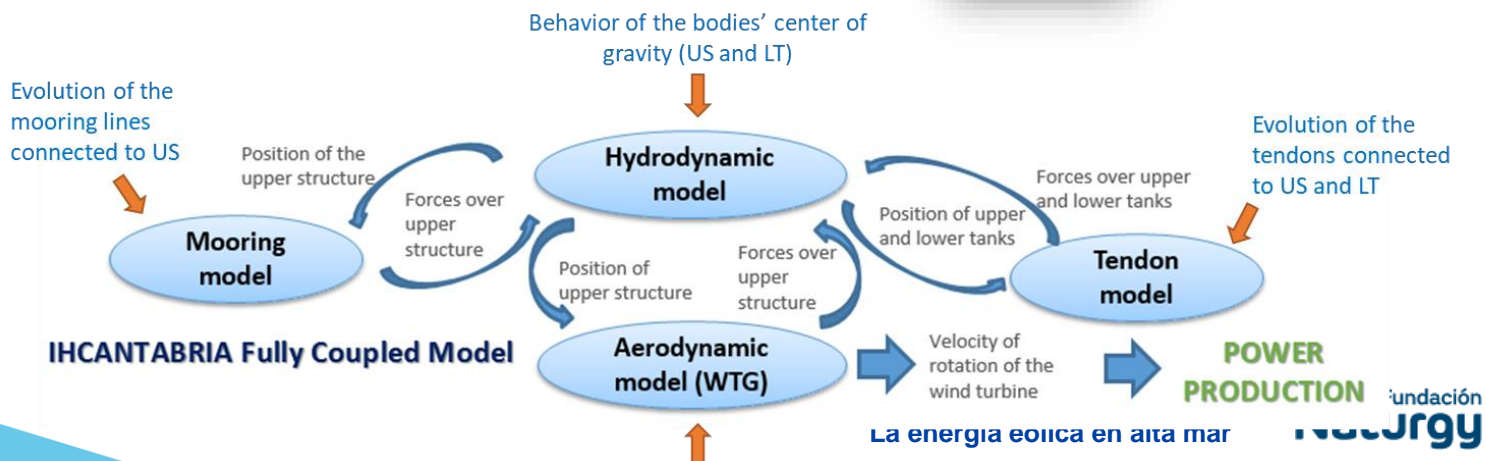 Behavior of the bodies’ center of
gravity (US and LT)
Evolution of the
mooring lines
connected to US
Evolution of the
tendons connected
to US and LT
Position of the
upper structure
Forces over
upper
structure
Hydrodynamic
model
Forces over upper
and lower tanks
Position of upper
and lower tanks
Mooring
model
Position of
upper structure
Forces over
upper
structure
Tendon
model
IHCANTABRIA Fully Coupled Model
Aerodynamic
model (WTG)
Velocity of
rotation of the
wind turbine
POWER
PRODUCTION
La energía eólica en alta mar
Fundación
Naturgy